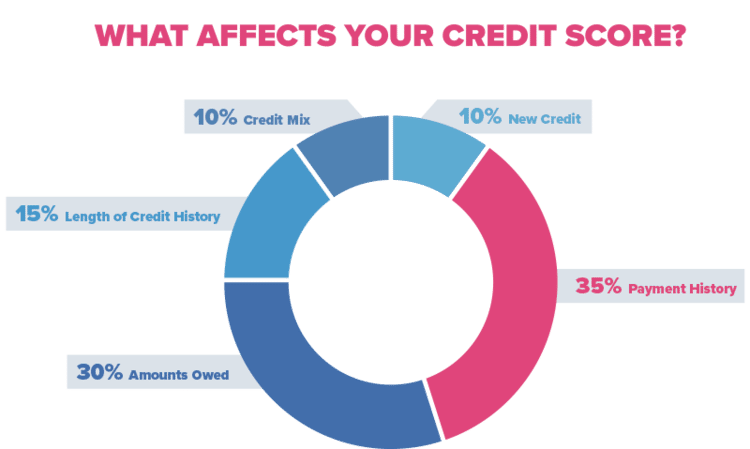 WHAT AFFECTS YOUR CREDIT SCORE?
10% Credit Mix
10% New Credit
15% Length of Credit History
35% Payment History
30% Amounts Owed